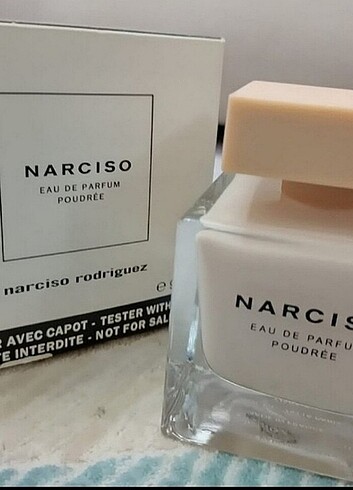 NARCISO
EAU DE PARFUM
POUDRÉE
narciso rodriguez
℮
AVEC CAPOT - TESTER WITH
INTERDITE - NOT FOR SAL
NARCIS
EAU DE PARFU
POUDRÉE